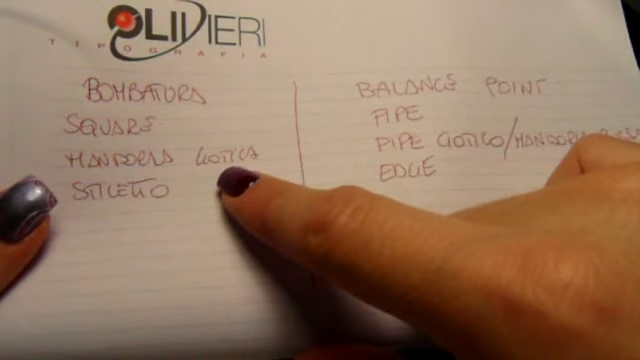 OLIVIERI
TIPOGRAFIA
BOMBATURA
SQUARE
MANDORLA GOTICA
STILETTO
BALANCE POINT
PIPE
PIPE GOTICO/MANDORLA
EDGE